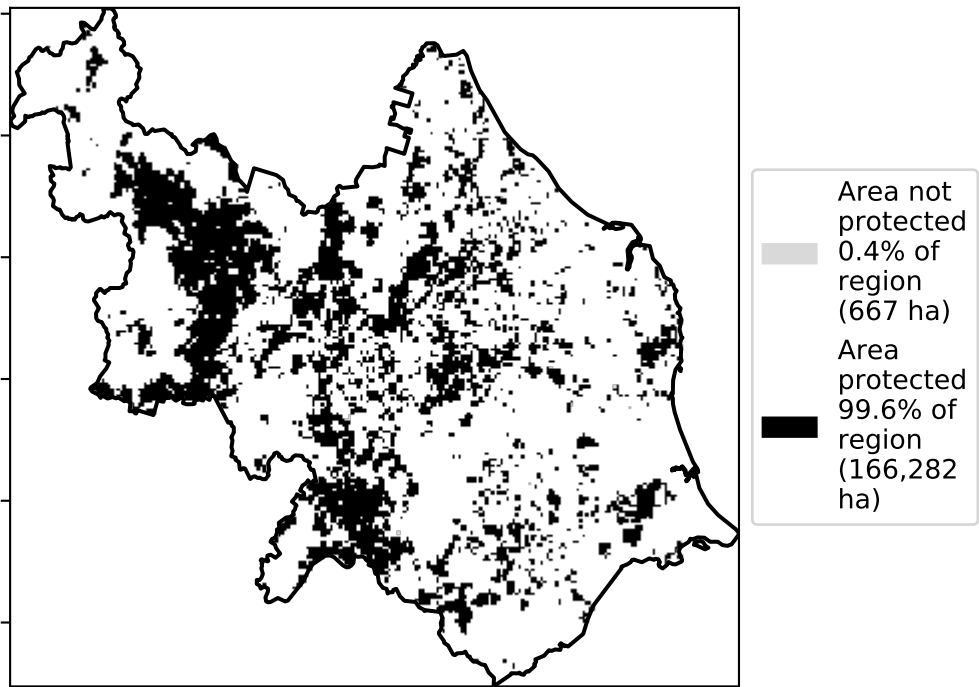 Area not
protected
0.4% of
region
(667 ha)
Area
protected
99.6% of
region
(166,282
ha)